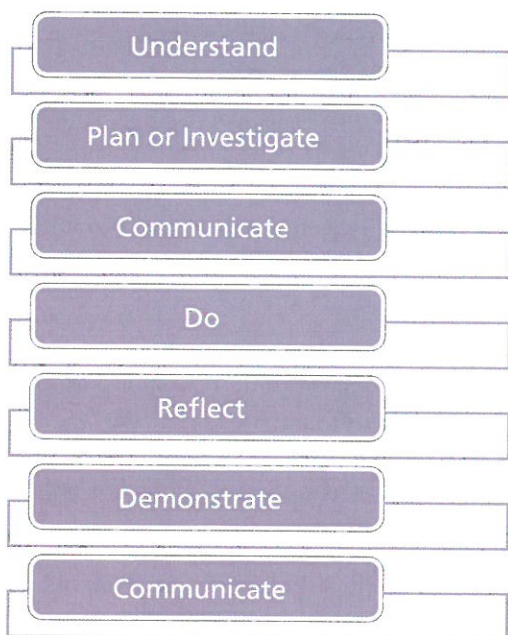 Understand
Plan or Investigate
Communicate
Do
Reflect
Demonstrate
Communicate